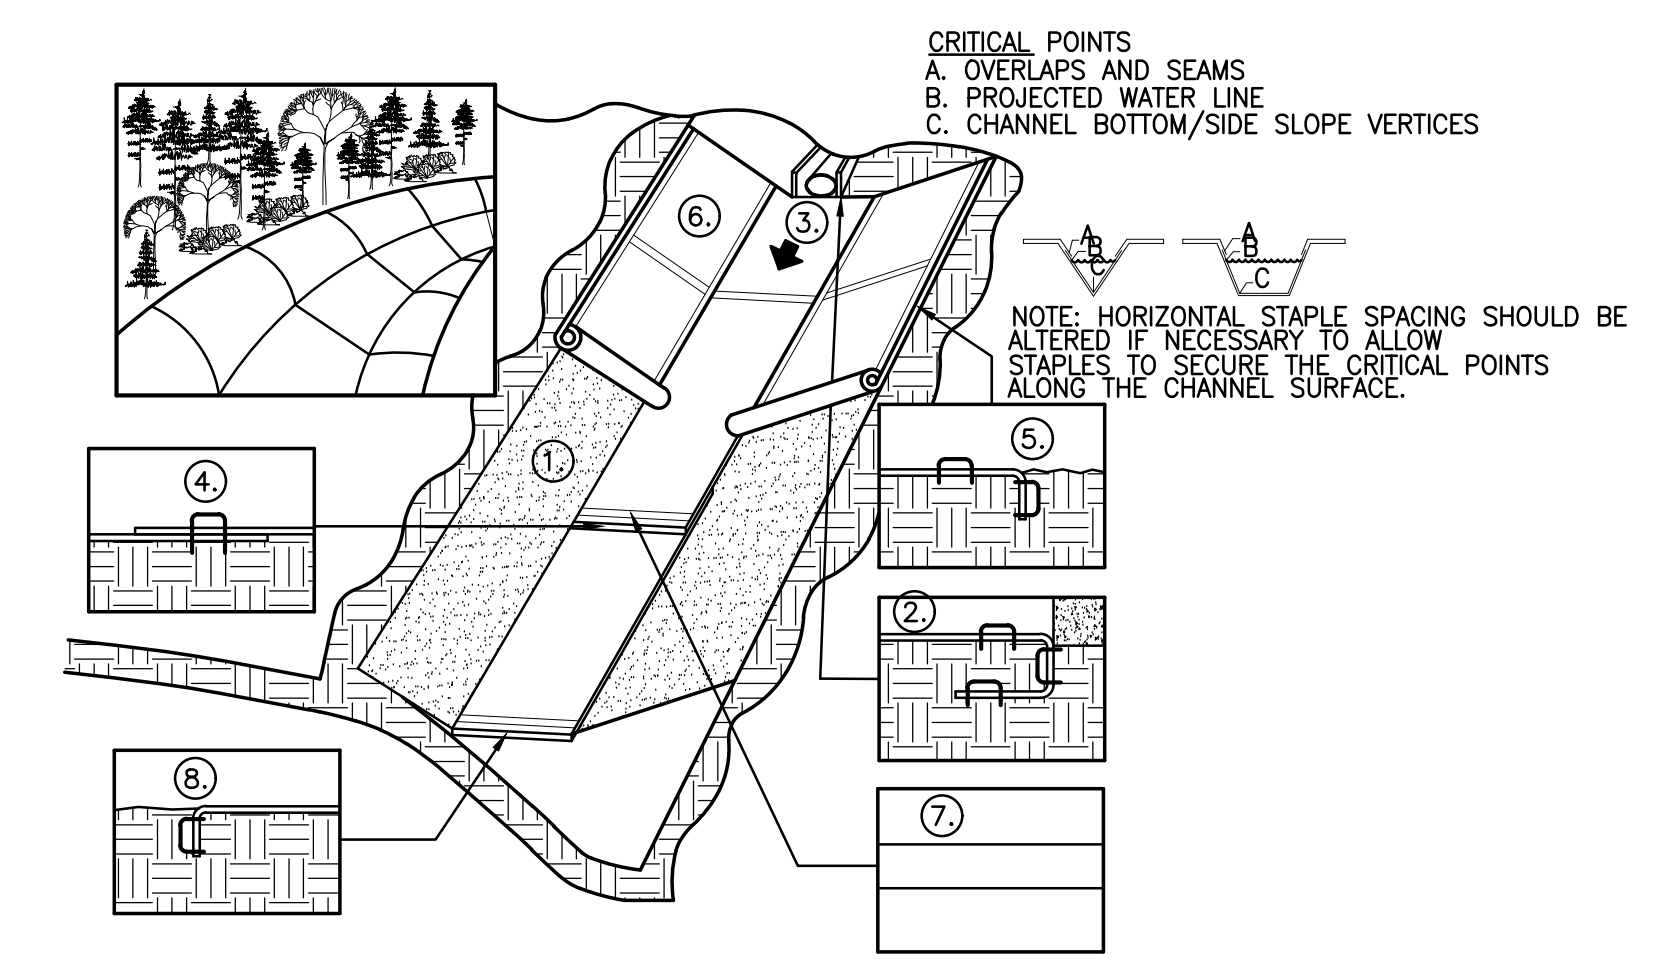 CRITICAL POINTS
A. OVERLAPS AND SEAMS
B. PROJECTED WATER LINE
C. CHANNEL BOTTOM/SIDE SLOPE VERTICES
6.
3.
A
B
C
A
B
C
NOTE: HORIZONTAL STAPLE SPACING SHOULD BE
ALTERED IF NECESSARY TO ALLOW
STAPLES TO SECURE THE CRITICAL POINTS
ALONG THE CHANNEL SURFACE.
5.
1.
4.
2.
8.
7.